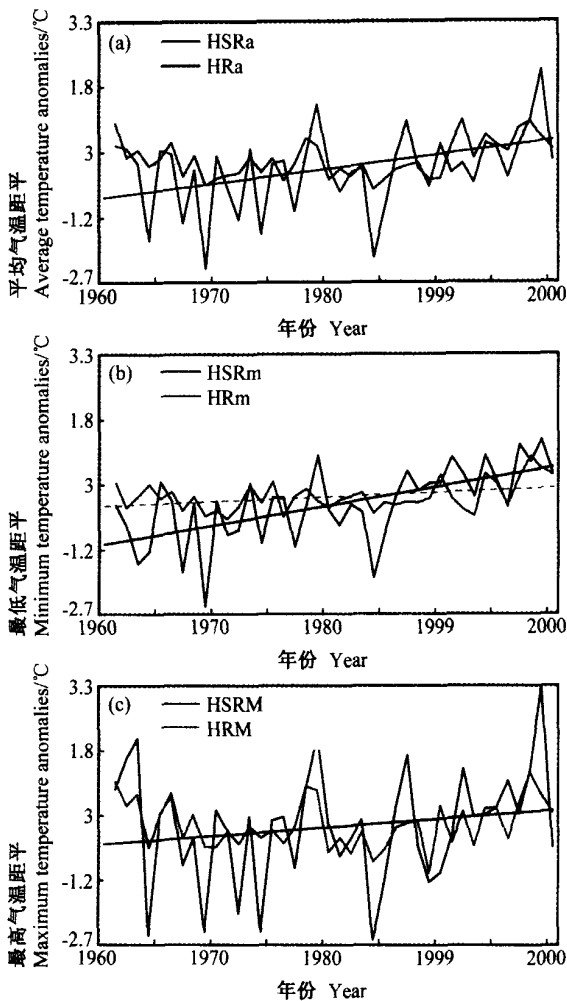 3.3
(a)
HSRa
HRa
1.8
3
-1.2
-2.7
平均气温距平
Average temperature anomalies/℃
1960 1970 1980 1999 2000
年份 Year
3.3
(b)
HSRm
HRm
1.8
3
-1.2
-2.7
最低气温距平
Minimum temperature anomalies/℃
1960 1970 1980 1999 2000
年份 Year
3.3
(c)
HSRM
HRM
1.8
3
-1.2
-2.7
最高气温距平
Maximum temperature anomalies/℃
1960 1970 1980 1999 2000
年份 Year